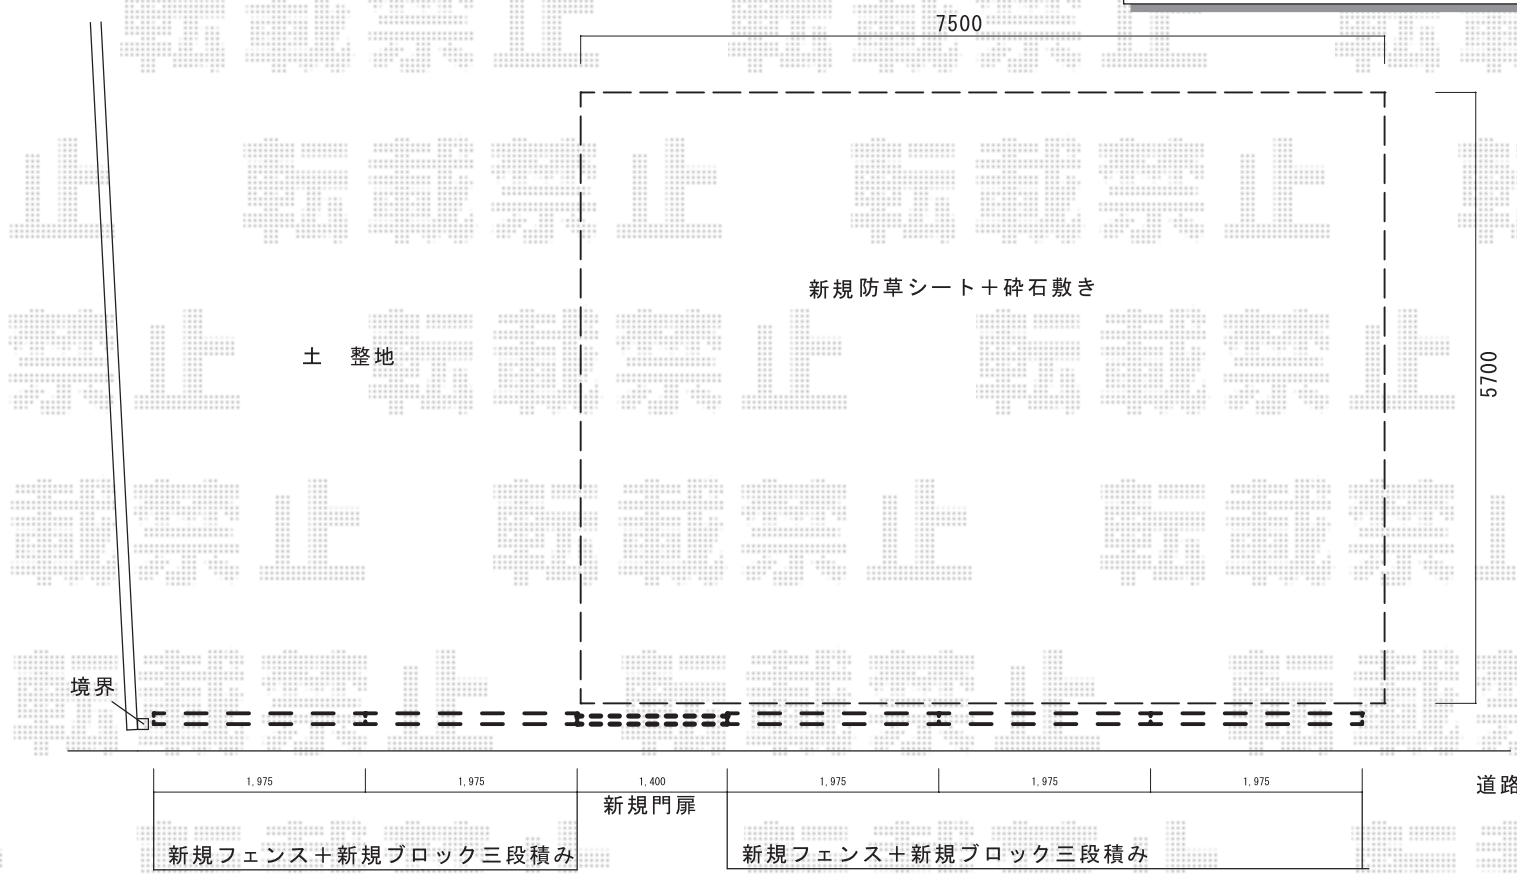 7500
新規防草シート＋砕石敷き
土　整地
5700
境界
1,975
1,975
1,400
1,975
1,975
1,975
道路
新規門扉
新規フェンス＋新規ブロック三段積み
新規フェンス＋新規ブロック三段積み
転載禁止